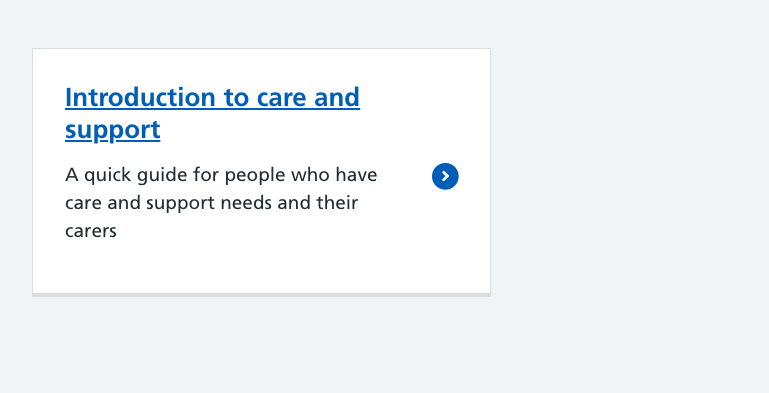 Introduction to care and
support
A quick guide for people who have
care and support needs and their
carers